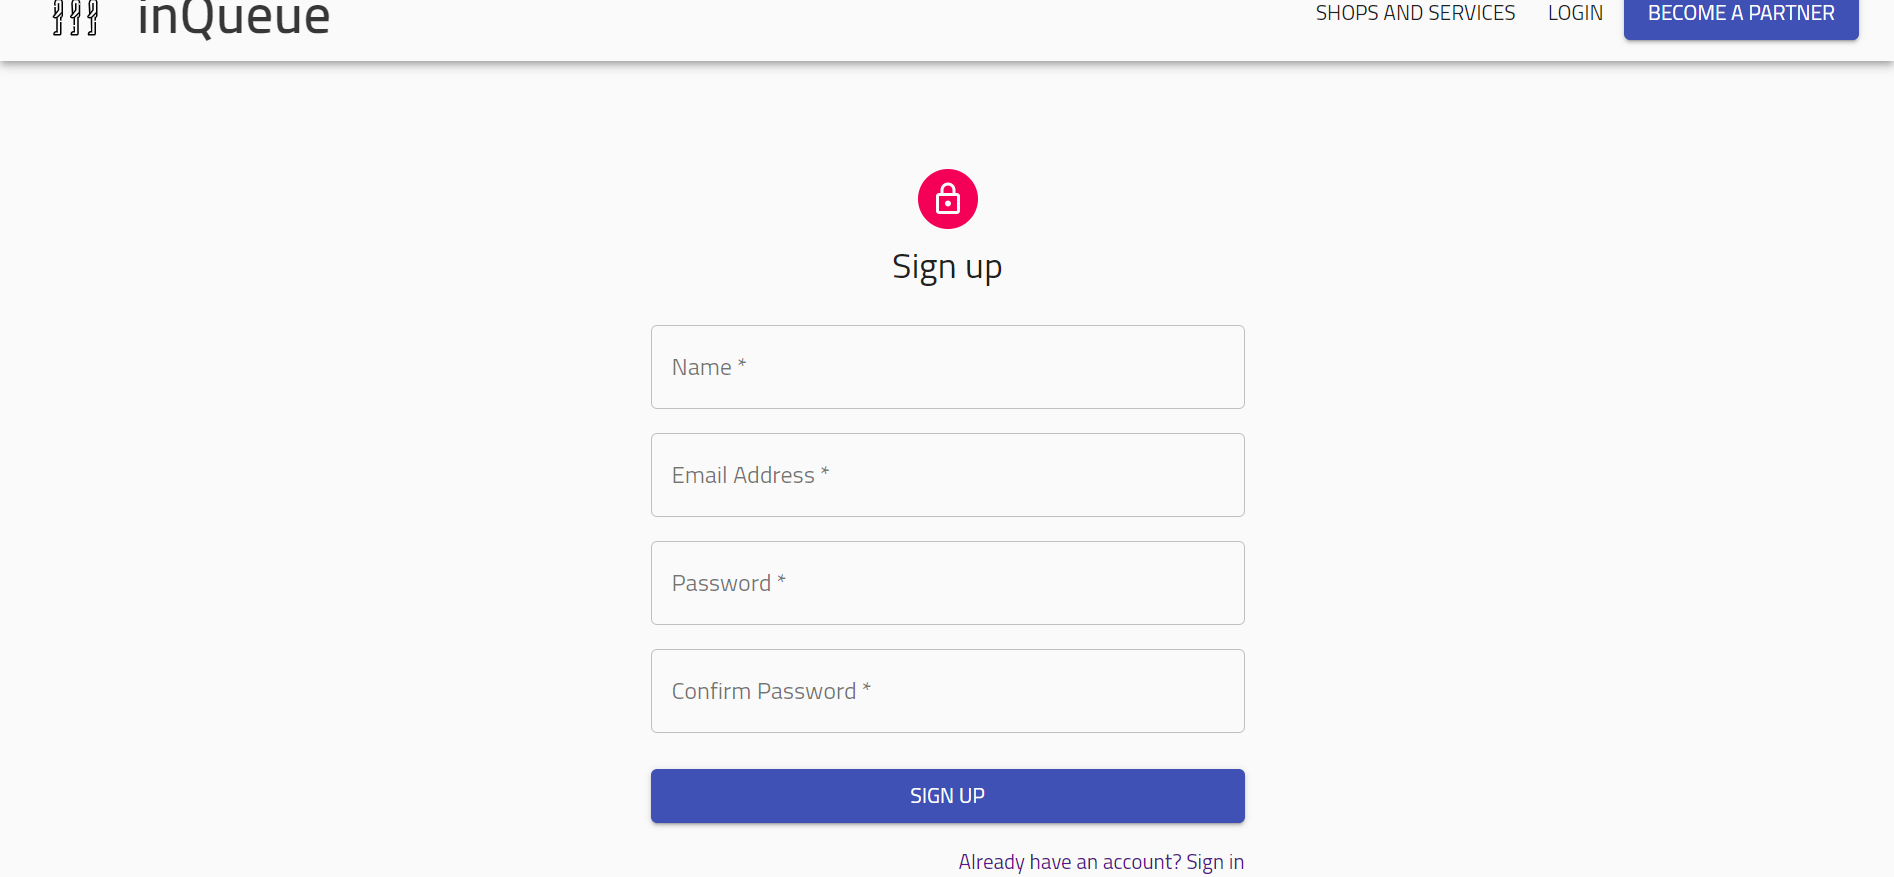 inQueue
SHOPS AND SERVICES LOGIN BECOME A PARTNER
Sign up
Name *
Email Address *
Password *
Confirm Password *
SIGN UP
Already have an account? Sign in